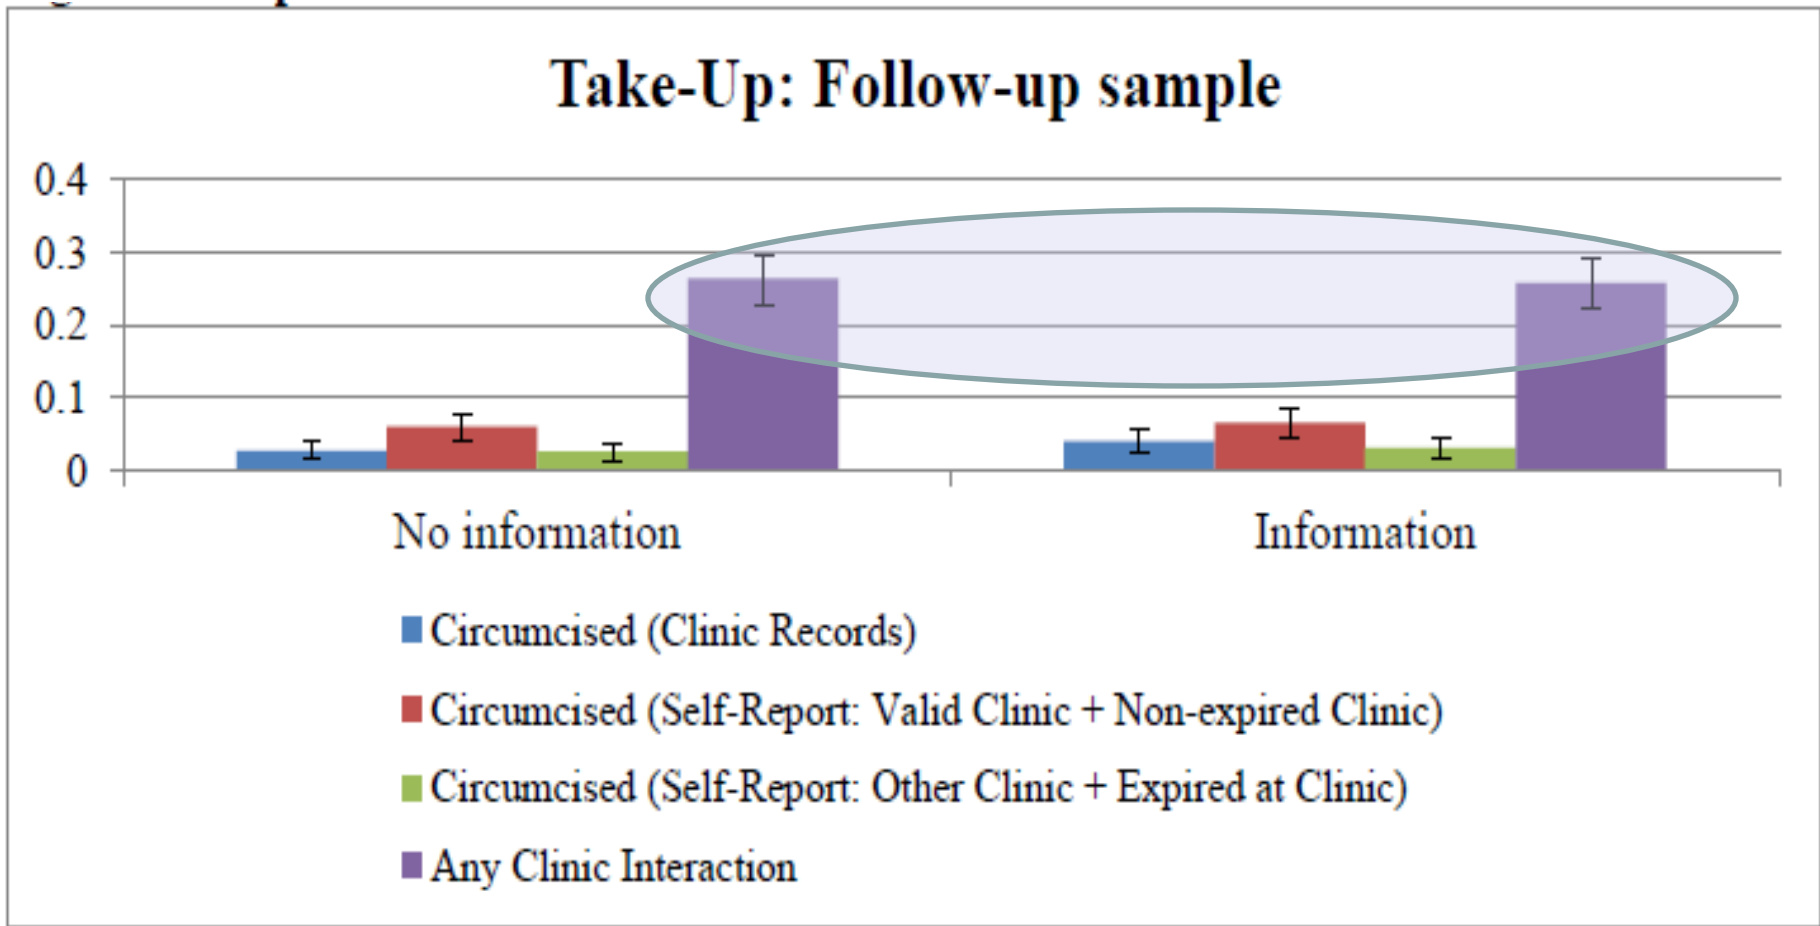 Take-Up: Follow-up sample
0.4
0.3
0.2
0.1
0
No information
Information
Circumcised (Clinic Records)
Circumcised (Self-Report: Valid Clinic + Non-expired Clinic)
Circumcised (Self-Report: Other Clinic + Expired at Clinic)
Any Clinic Interaction